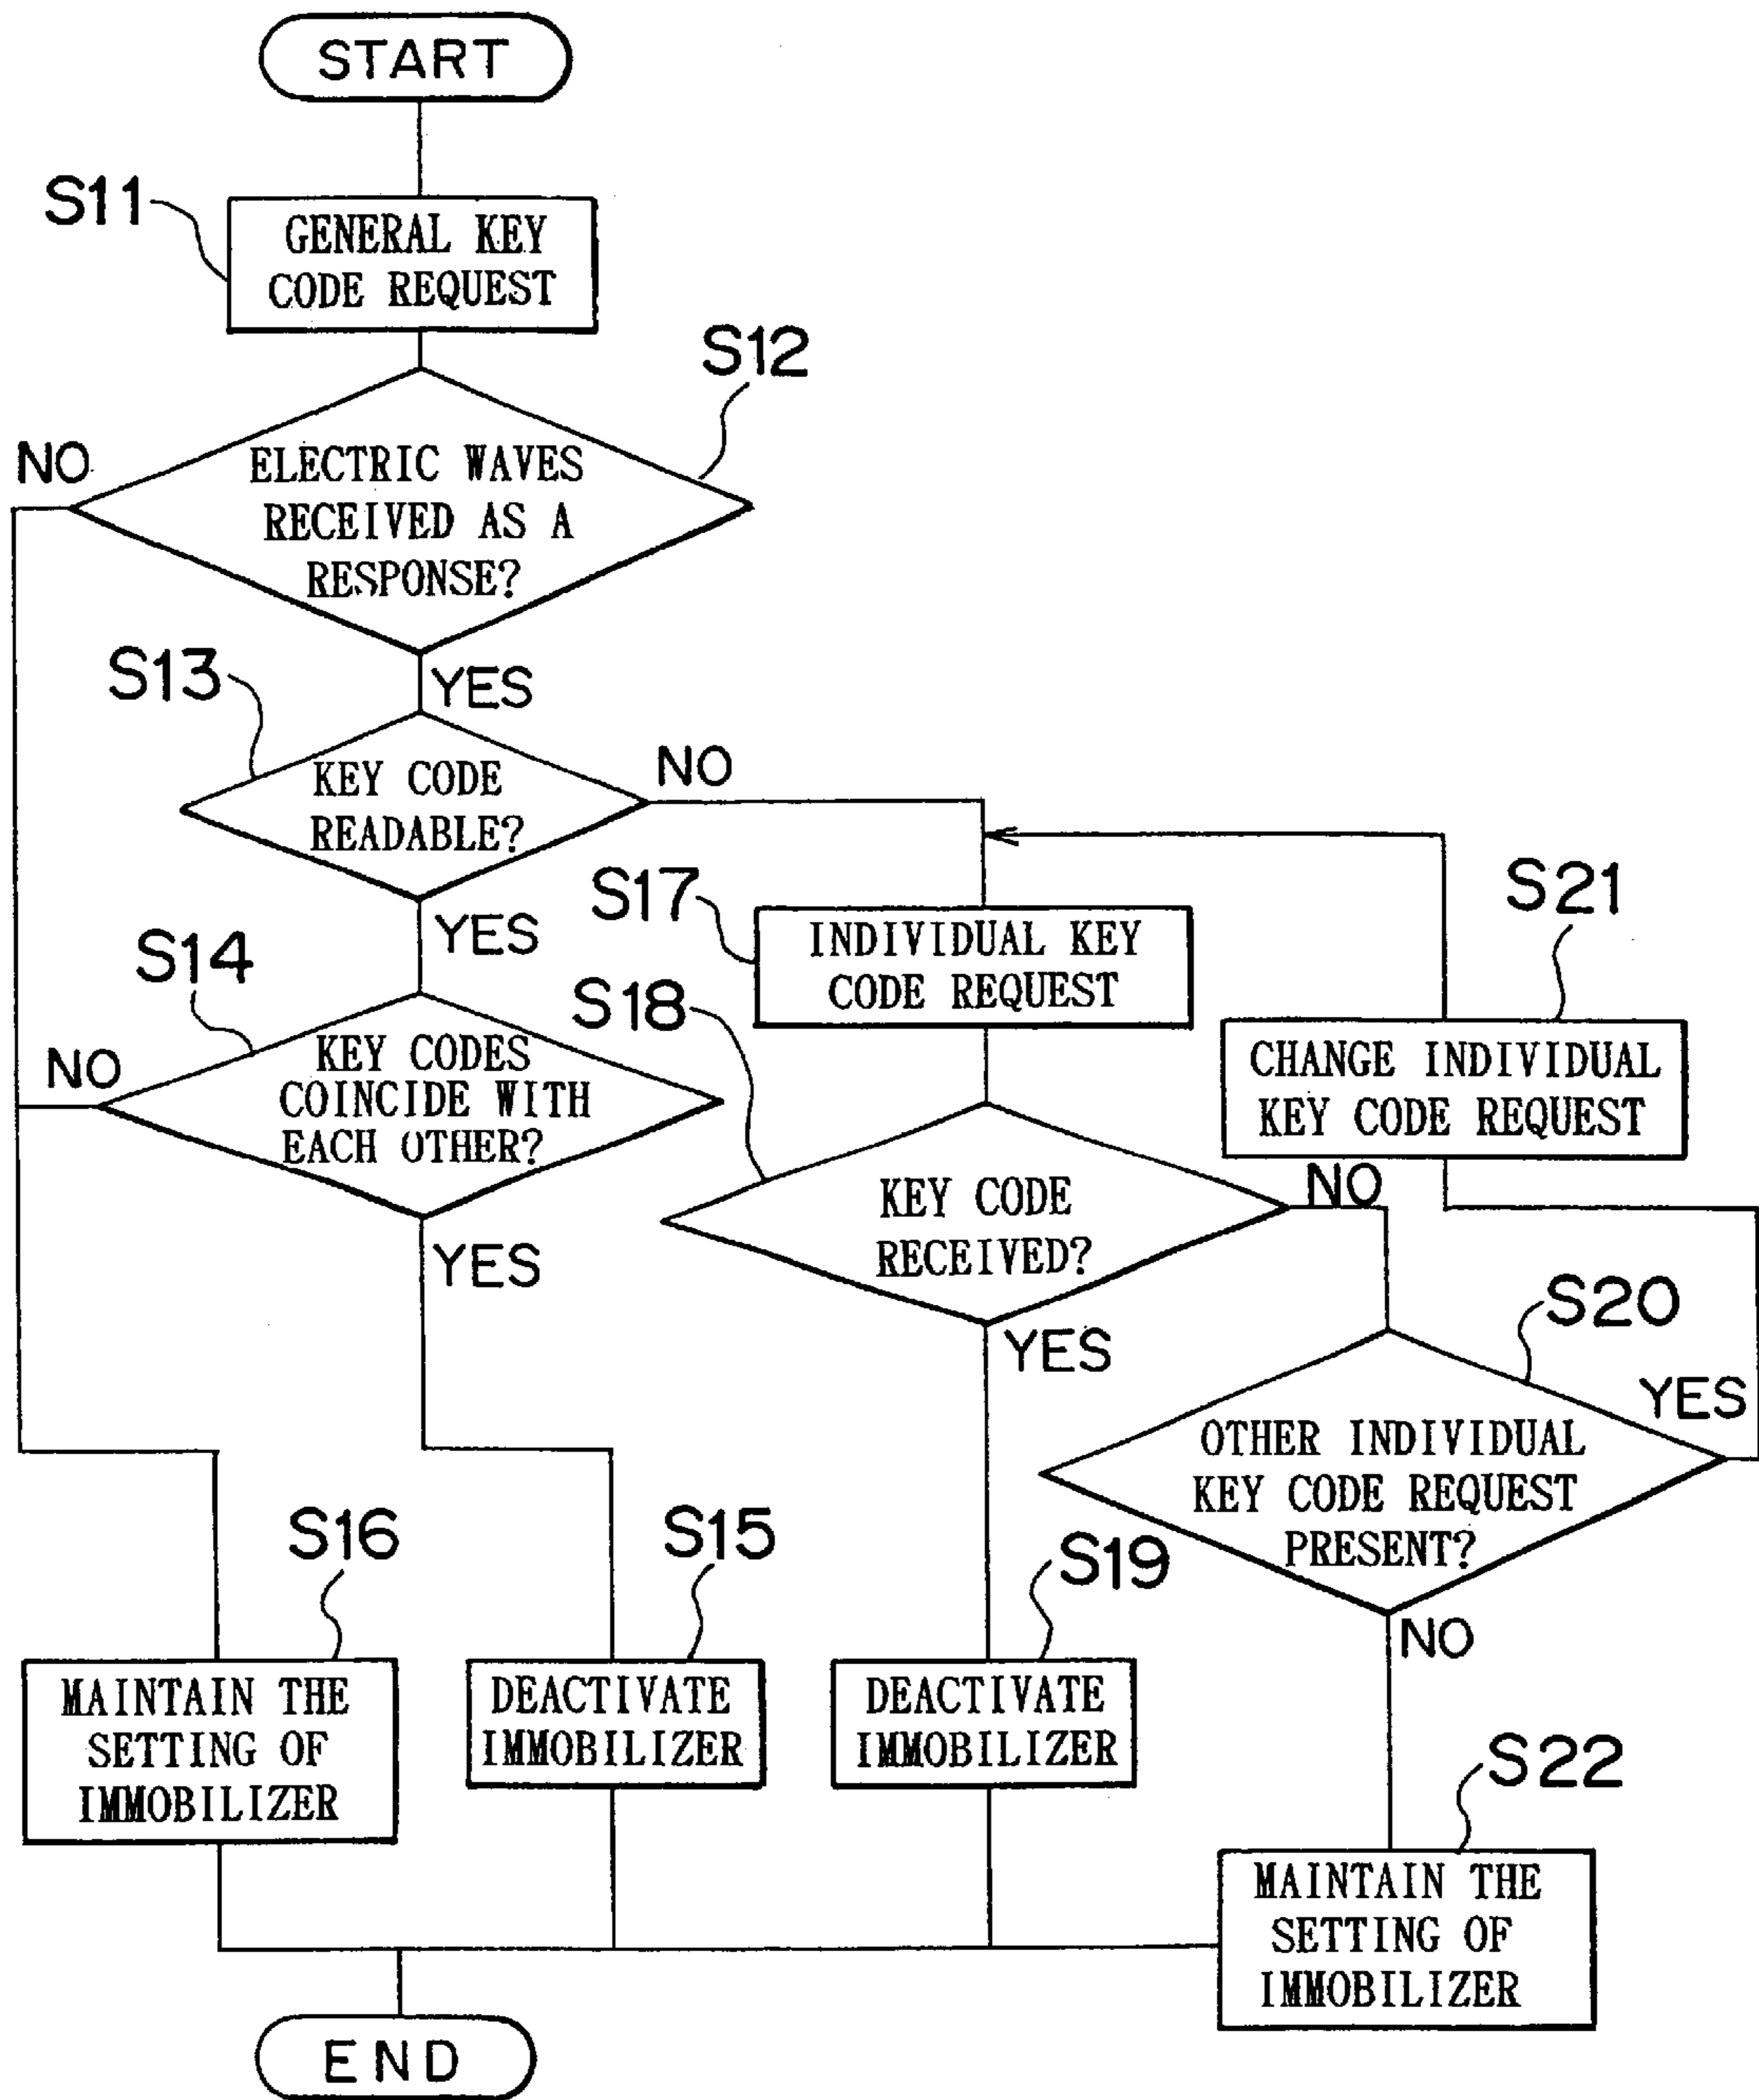 START
S11
GENERAL KEY
CODE REQUEST
S12
NO
ELECTRIC WAVES
RECEIVED AS A
RESPONSE?
S13
YES
NO
KEY CODE
READABLE?
S17
S21
YES
S14
INDIVIDUAL KEY
CODE REQUEST
S18
NO
KEY CODES
COINCIDE WITH
EACH OTHER?
CHANGE INDIVIDUAL
KEY CODE REQUEST
NO
KEY CODE
RECEIVED?
YES
S20
YES
YES
OTHER INDIVIDUAL
KEY CODE REQUEST
PRESENT?
S16
S15
S19
NO
MAINTAIN THE
SETTING OF
IMMOBILIZER
DEACTIVATE
IMMOBILIZER
DEACTIVATE
IMMOBILIZER
S22
MAINTAIN THE
SETTING OF
IMMOBILIZER
END